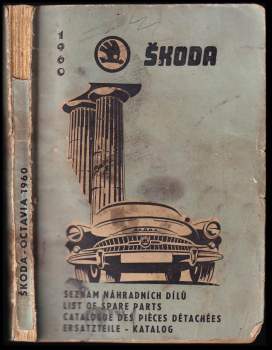 1960
ŠKODA
SEZNAM NÁHRADNÍCH DÍLŮ
LIST OF SPARE PARTS
CATALOGUE DES PIÈCES DÉTACHÉES
ERSATZTEILE - KATALOG
ŠKODA - OCTAVIA 1960